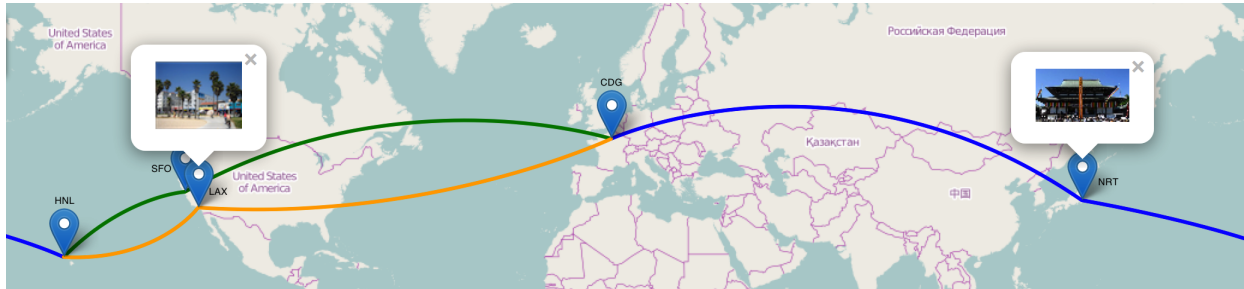 United States
of America
Российская Федерация
CDG
Қазақстан
SFO
United States
of America
LAX
NRT
中国
HNL